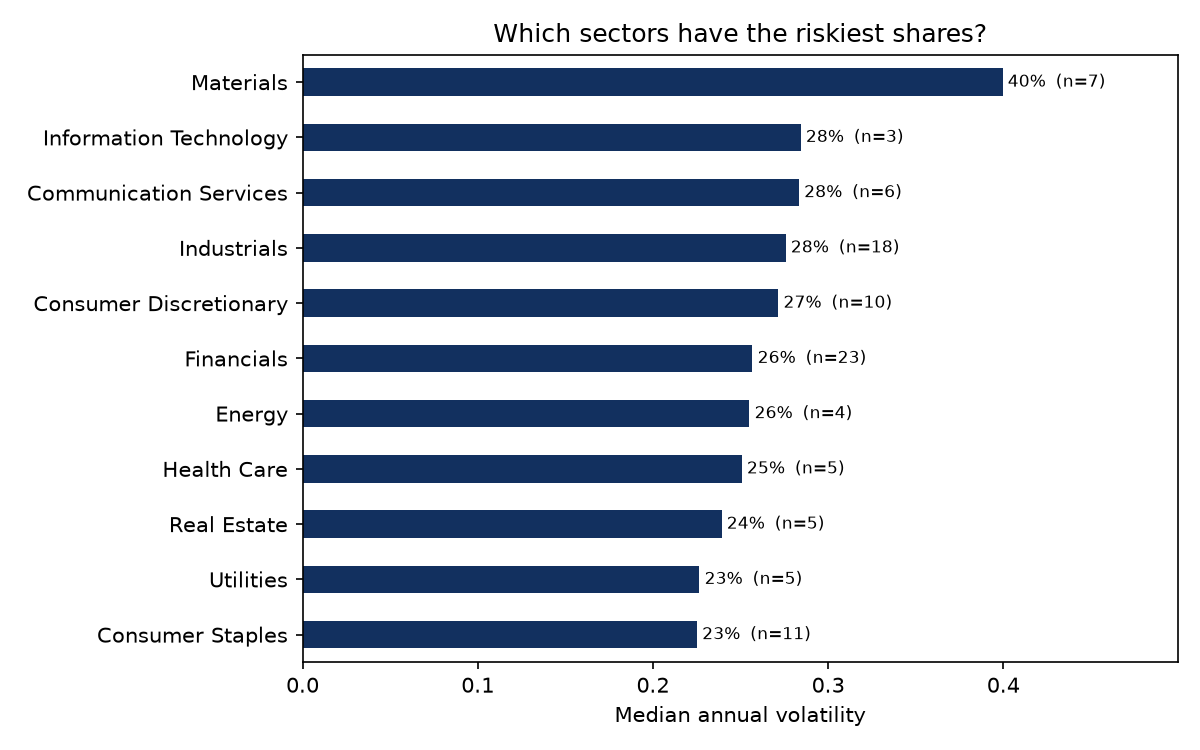 Which sectors have the riskiest shares?
Materials 40% (n=7)
Information Technology 28% (n=3)
Communication Services 28% (n=6)
Industrials 28% (n=18)
Consumer Discretionary 27% (n=10)
Financials 26% (n=23)
Energy 26% (n=4)
Health Care 25% (n=5)
Real Estate 24% (n=5)
Utilities 23% (n=5)
Consumer Staples 23% (n=11)
0.0 0.1 0.2 0.3 0.4
Median annual volatility